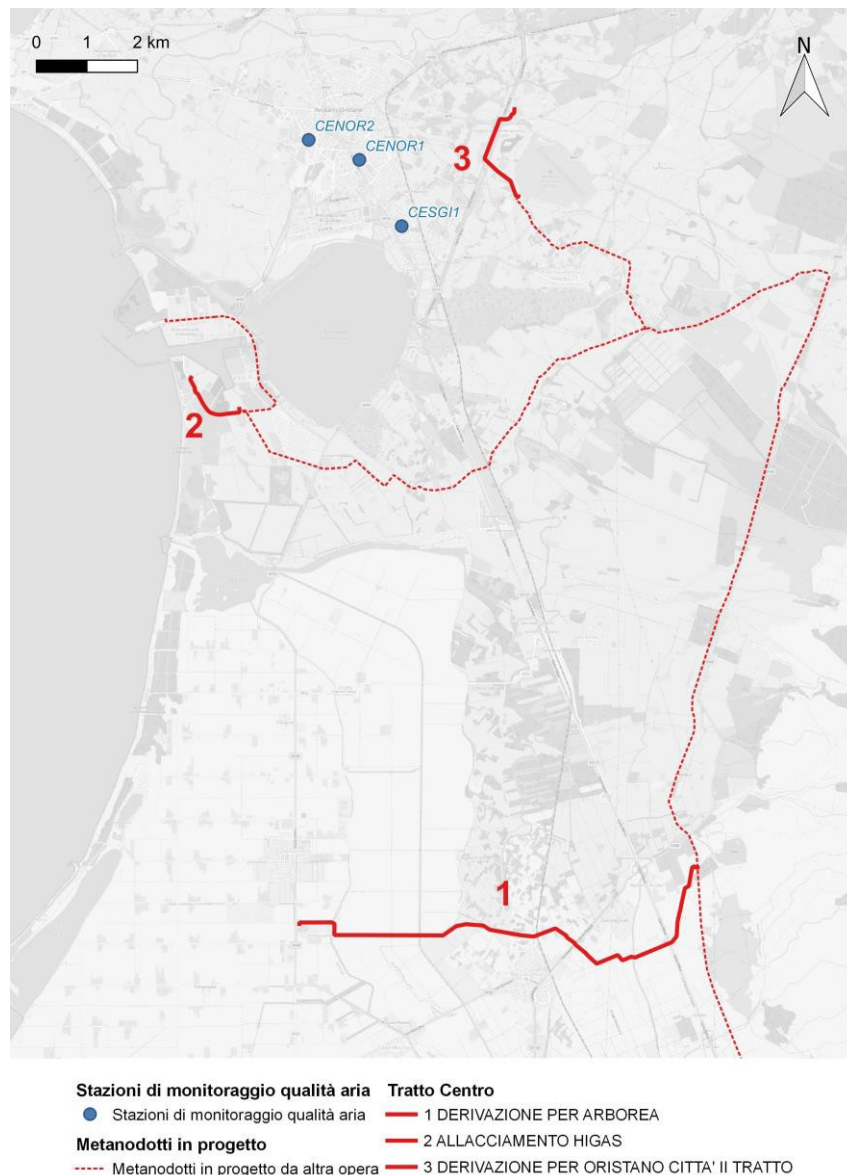 0 1 2 km
N
CENOR2
CENOR1
3
CESGI1
2
1
Stazioni di monitoraggio qualità aria
Stazioni di monitoraggio qualità aria
Metanodotti in progetto
Metanodotti in progetto da altra opera
Tratto Centro
1 DERIVAZIONE PER ARBOREA
2 ALLACCIAMENTO HIGAS
3 DERIVAZIONE PER ORISTANO CITTA' II TRATTO